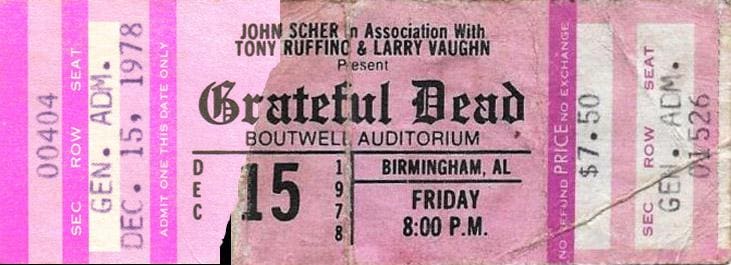 00404
SEC ROW SEAT
GEN. ADM.
DEC. 15, 1978
ADMIT ONE THIS DATE ONLY
JOHN SCHER in Association With
TONY RUFFINO & LARRY VAUGHN
Present
Grateful Dead
BOUTWELL AUDITORIUM
DEC 15 1978
BIRMINGHAM, AL
FRIDAY
8:00 P.M.
NO REFUND PRICE NO EXCHANGE
$7.50
SEC ROW SEAT
GEN. ADM.
01526